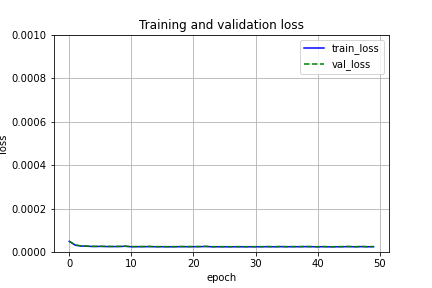 Training and validation loss
train_loss
val_loss
0.0010
0.0008
0.0006
0.0004
0.0002
0.0000
loss
0 10 20 30 40 50
epoch